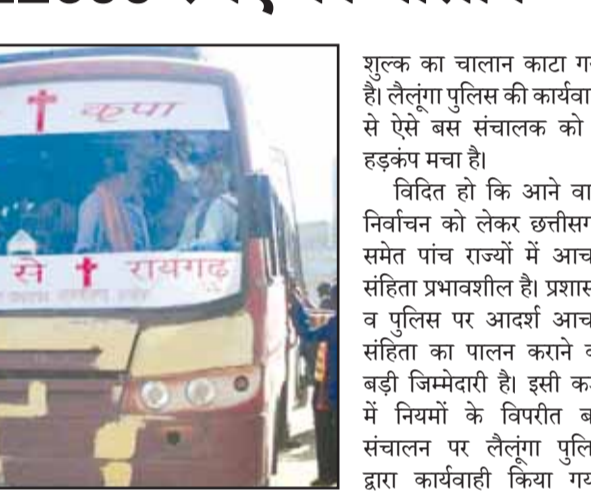 शुल्क का चालान काटा ग
है। लैलूंगा पुलिस की कार्यवा
से ऐसे बस संचालक को
हड़कंप मचा है।
विदित हो कि आने वा
निर्वाचन को लेकर छत्तीसग
समेत पांच राज्यों में आच
संहिता प्रभावशील है। प्रशास
व पुलिस पर आदर्श आच
संहिता का पालन कराने
बड़ी जिम्मेदारी है। इसी क
में नियमों के विपरीत ब
संचालन पर लैलूंगा पुलि
द्वारा कार्यवाही किया गय
कृपा
से रायगढ़